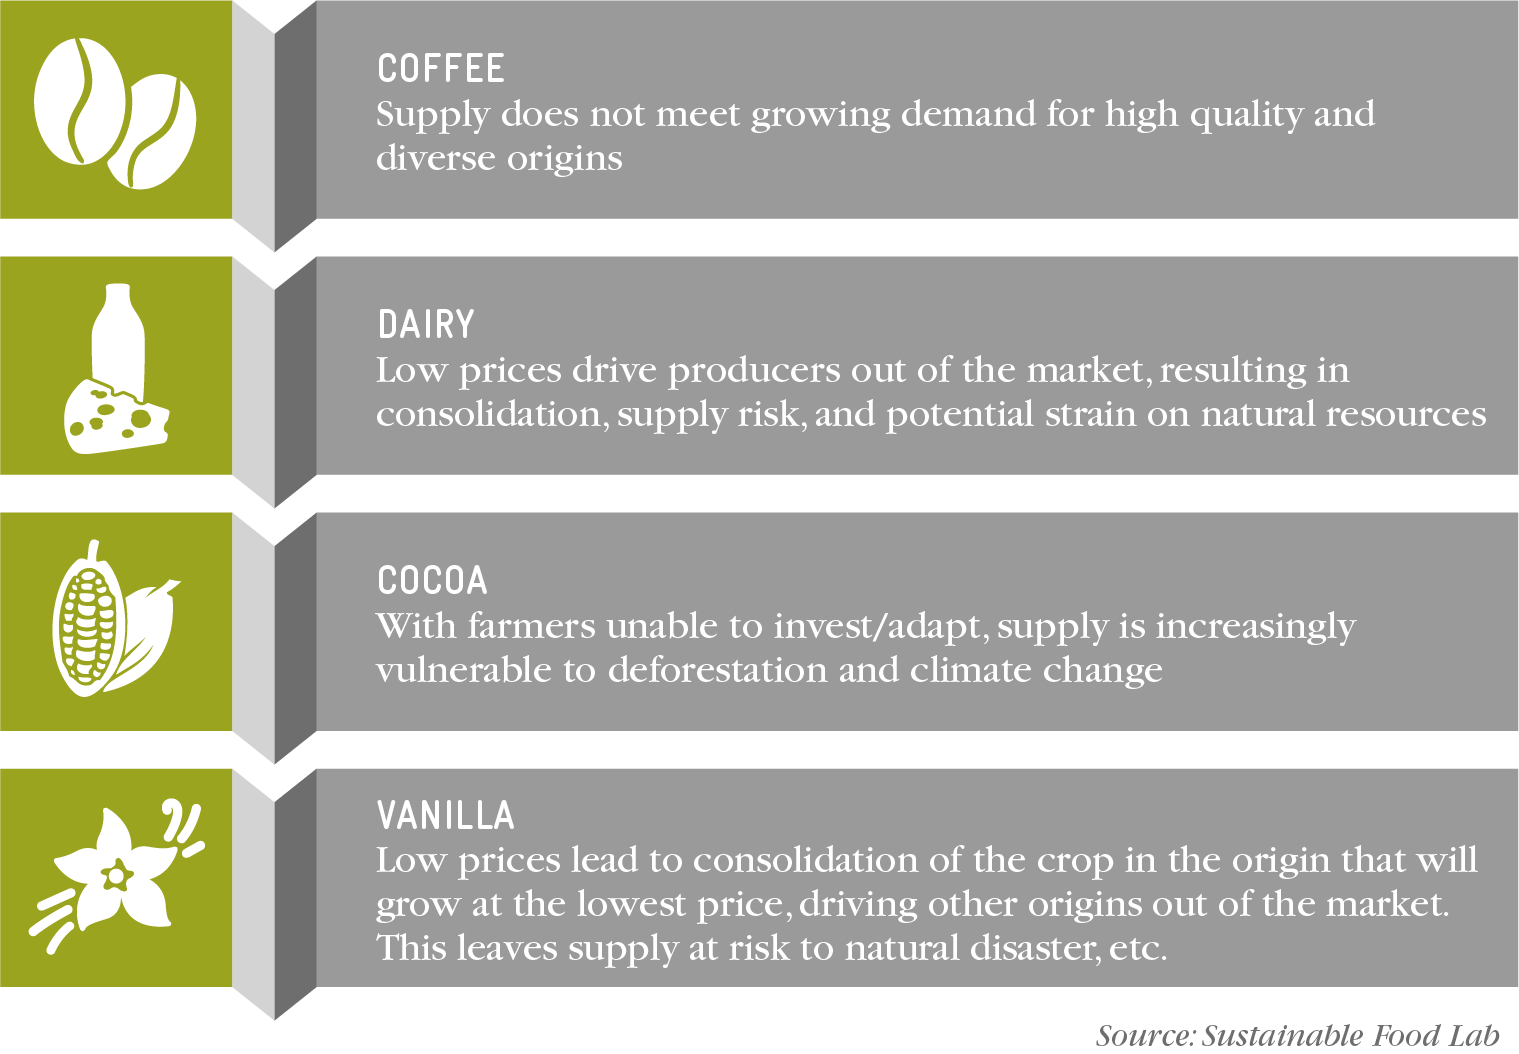 COFFEE
Supply does not meet growing demand for high quality and
diverse origins
DAIRY
Low prices drive producers out of the market, resulting in
consolidation, supply risk, and potential strain on natural resources
COCOA
With farmers unable to invest/adapt, supply is increasingly
vulnerable to deforestation and climate change
VANILLA
Low prices lead to consolidation of the crop in the origin that will
grow at the lowest price, driving other origins out of the market.
This leaves supply at risk to natural disaster, etc.
Source: Sustainable Food Lab